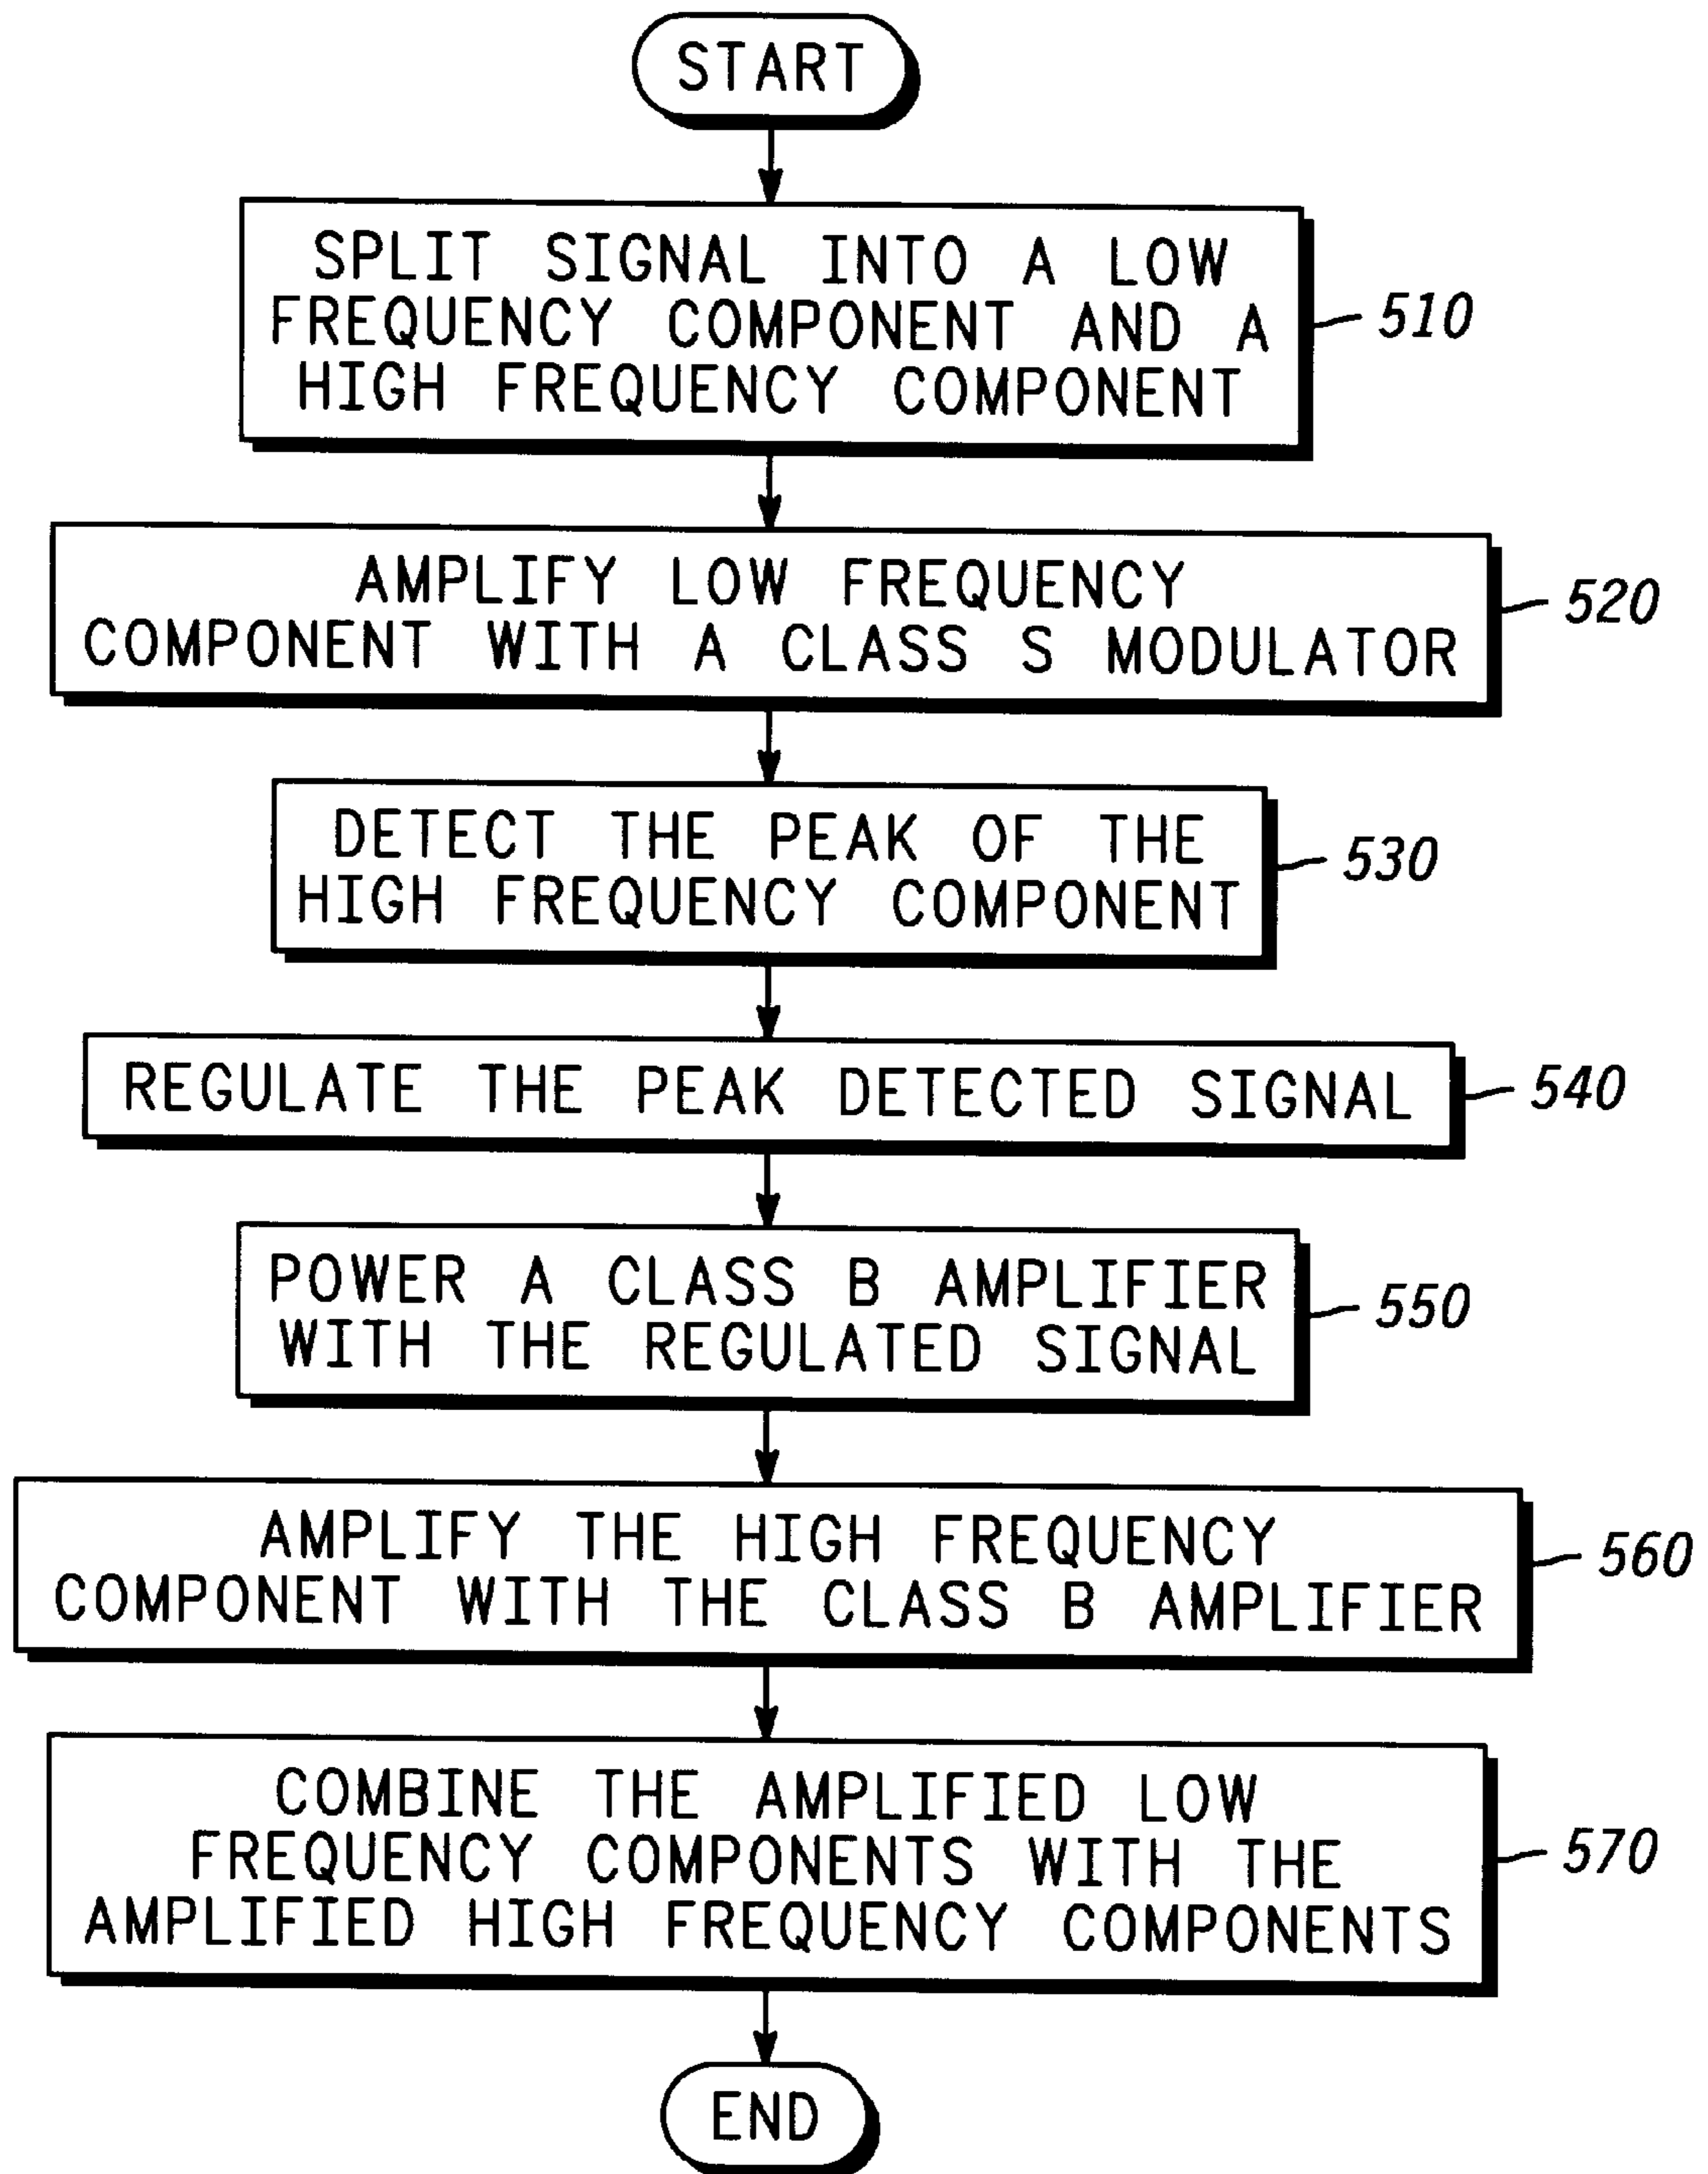 START
SPLIT SIGNAL INTO A LOW
FREQUENCY COMPONENT AND A
HIGH FREQUENCY COMPONENT
510
AMPLIFY LOW FREQUENCY
COMPONENT WITH A CLASS S MODULATOR
520
DETECT THE PEAK OF THE
HIGH FREQUENCY COMPONENT
530
REGULATE THE PEAK DETECTED SIGNAL
540
POWER A CLASS B AMPLIFIER
WITH THE REGULATED SIGNAL
550
AMPLIFY THE HIGH FREQUENCY
COMPONENT WITH THE CLASS B AMPLIFIER
560
COMBINE THE AMPLIFIED LOW
FREQUENCY COMPONENTS WITH THE
AMPLIFIED HIGH FREQUENCY COMPONENTS
570
END